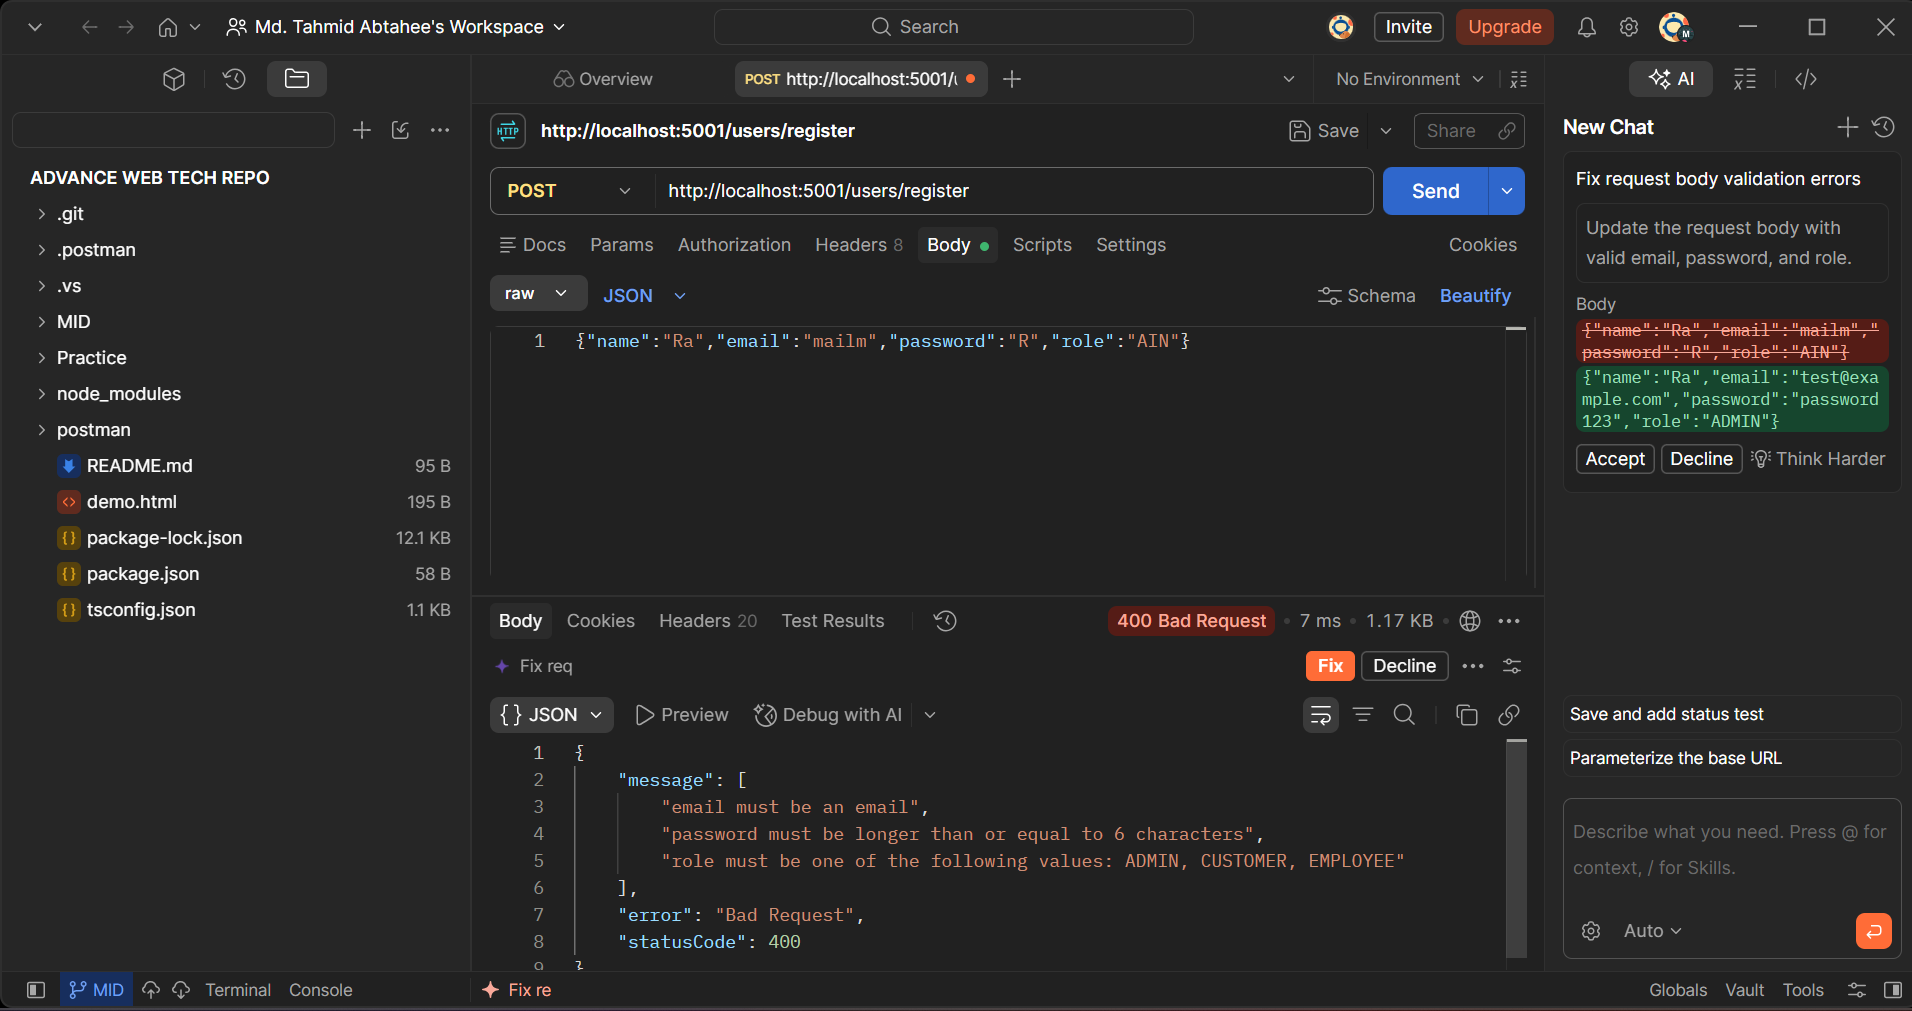 Md. Tahmid Abtahee's Workspace
Search
Invite
Upgrade
M
Overview
POST http://localhost:5001/u
No Environment
AI
HTTP
http://localhost:5001/users/register
Save
Share
New Chat
ADVANCE WEB TECH REPO
.git
.postman
.vs
MID
Practice
node_modules
postman
README.md 95 B
demo.html 195 B
package-lock.json 12.1 KB
package.json 58 B
tsconfig.json 1.1 KB
POST http://localhost:5001/users/register
Send
Docs Params Authorization Headers 8 Body Scripts Settings Cookies
raw JSON Schema Beautify
1 {"name":"Ra","email":"mailm","password":"R","role":"AIN"}
Body Cookies Headers 20 Test Results 400 Bad Request 7 ms 1.17 KB
Fix req Fix Decline
{} JSON Preview Debug with AI
1 {
2 "message": [
3 "email must be an email",
4 "password must be longer than or equal to 6 characters",
5 "role must be one of the following values: ADMIN, CUSTOMER, EMPLOYEE"
6 ],
7 "error": "Bad Request",
8 "statusCode": 400
9 }
Fix request body validation errors
Update the request body with
valid email, password, and role.
Body
{"name":"Ra","email":"mailm","
password":"R","role":"AIN"}
{"name":"Ra","email":"test@exa
mple.com","password":"password
123","role":"ADMIN"}
Accept Decline Think Harder
Save and add status test
Parameterize the base URL
Describe what you need. Press @ for
context, / for Skills.
Auto
MID Terminal Console Fix re Globals Vault Tools